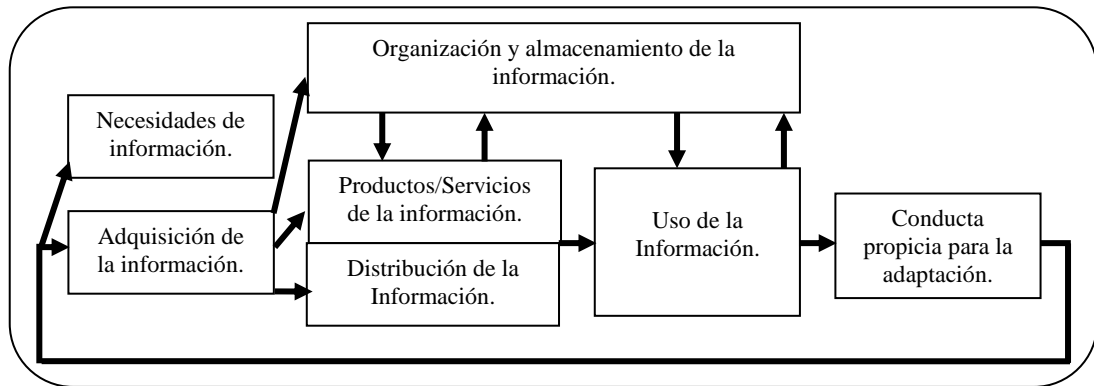 Organización y almacenamiento de la
información.
Necesidades de
información.
Adquisición de
la información.
Productos/Servicios
de la información.
Distribución de la
Información.
Uso de la
Información.
Conducta
propicia para la
adaptación.